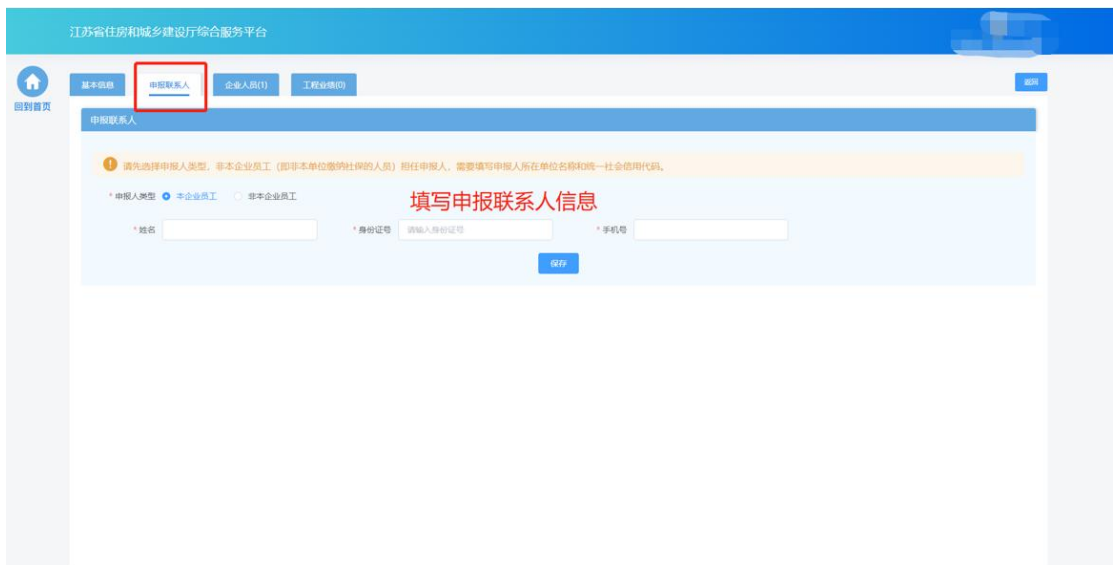 江苏省住房和城乡建设厅综合服务平台
回到首页
基本信息 申报联系人 企业人员(1) 工程业绩(0) 返回
申报联系人
请先选择申报人类型，非本企业员工（即非本单位缴纳社保的人员）担任申报人，需要填写申报人所在单位名称和统一社会信用代码。
* 申报人类型 本企业员工 非本企业员工
填写申报联系人信息
* 姓名 * 身份证号 请输入身份证号 * 手机号
保存